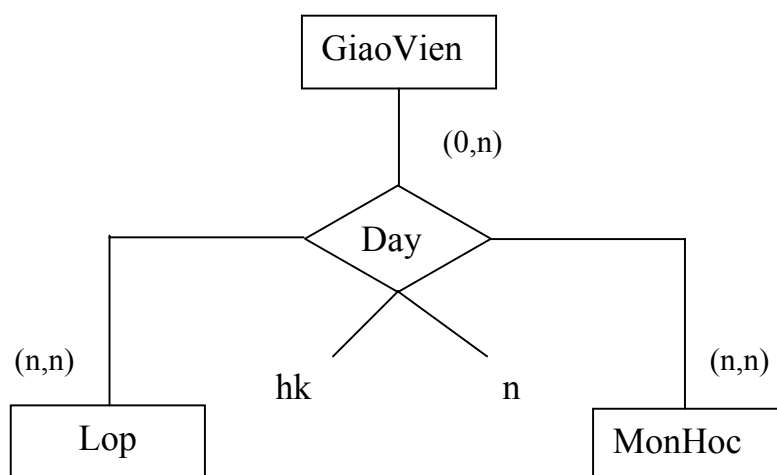 GiaoVien
(0,n)
Day
(n,n)
(n,n)
hk
n
Lop
MonHoc